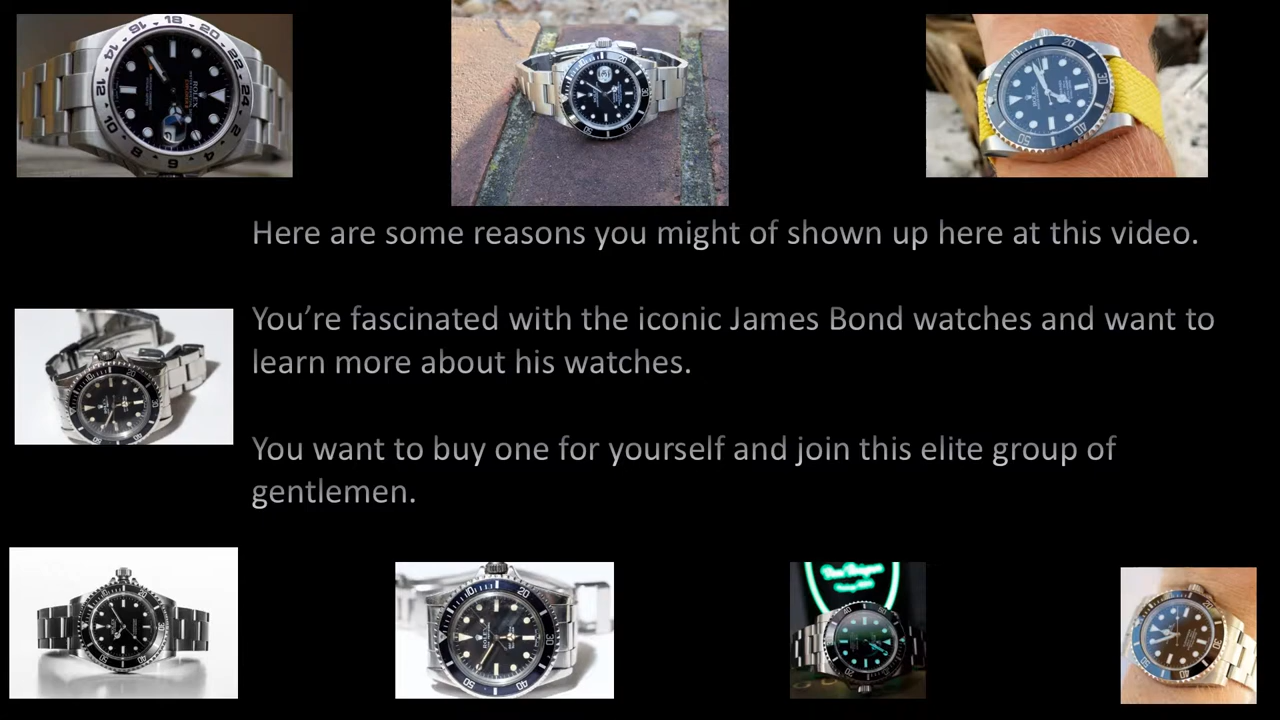 Here are some reasons you might of shown up here at this video.
You’re fascinated with the iconic James Bond watches and want to
learn more about his watches.
You want to buy one for yourself and join this elite group of
gentlemen.